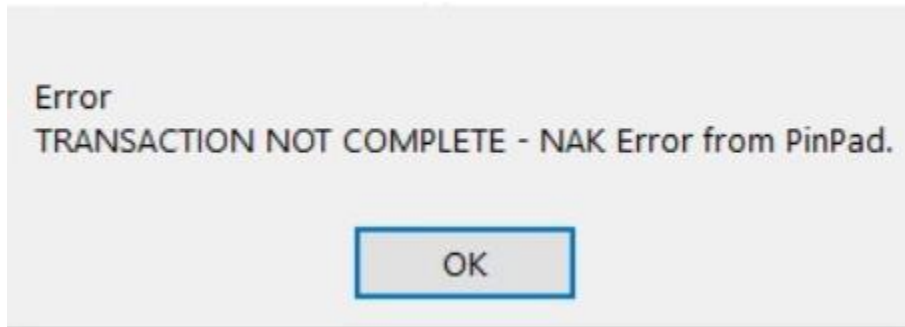 Error
TRANSACTION NOT COMPLETE - NAK Error from PinPad.
OK